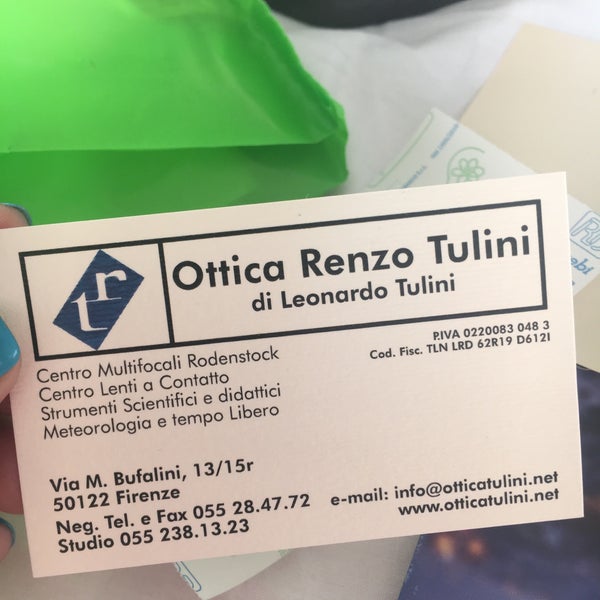 tr
Ottica Renzo Tulini
di Leonardo Tulini
P.IVA 0220083 048 3
Cod. Fisc. TLN LRD 62R19 D612I
Centro Multifocali Rodenstock
Centro Lenti a Contatto
Strumenti Scientifici e didattici
Meteorologia e tempo Libero
Via M. Bufalini, 13/15r
50122 Firenze
Neg. Tel. e Fax 055 28.47.72
Studio 055 238.13.23
e-mail: info@otticatulini.net
www.otticatulini.net